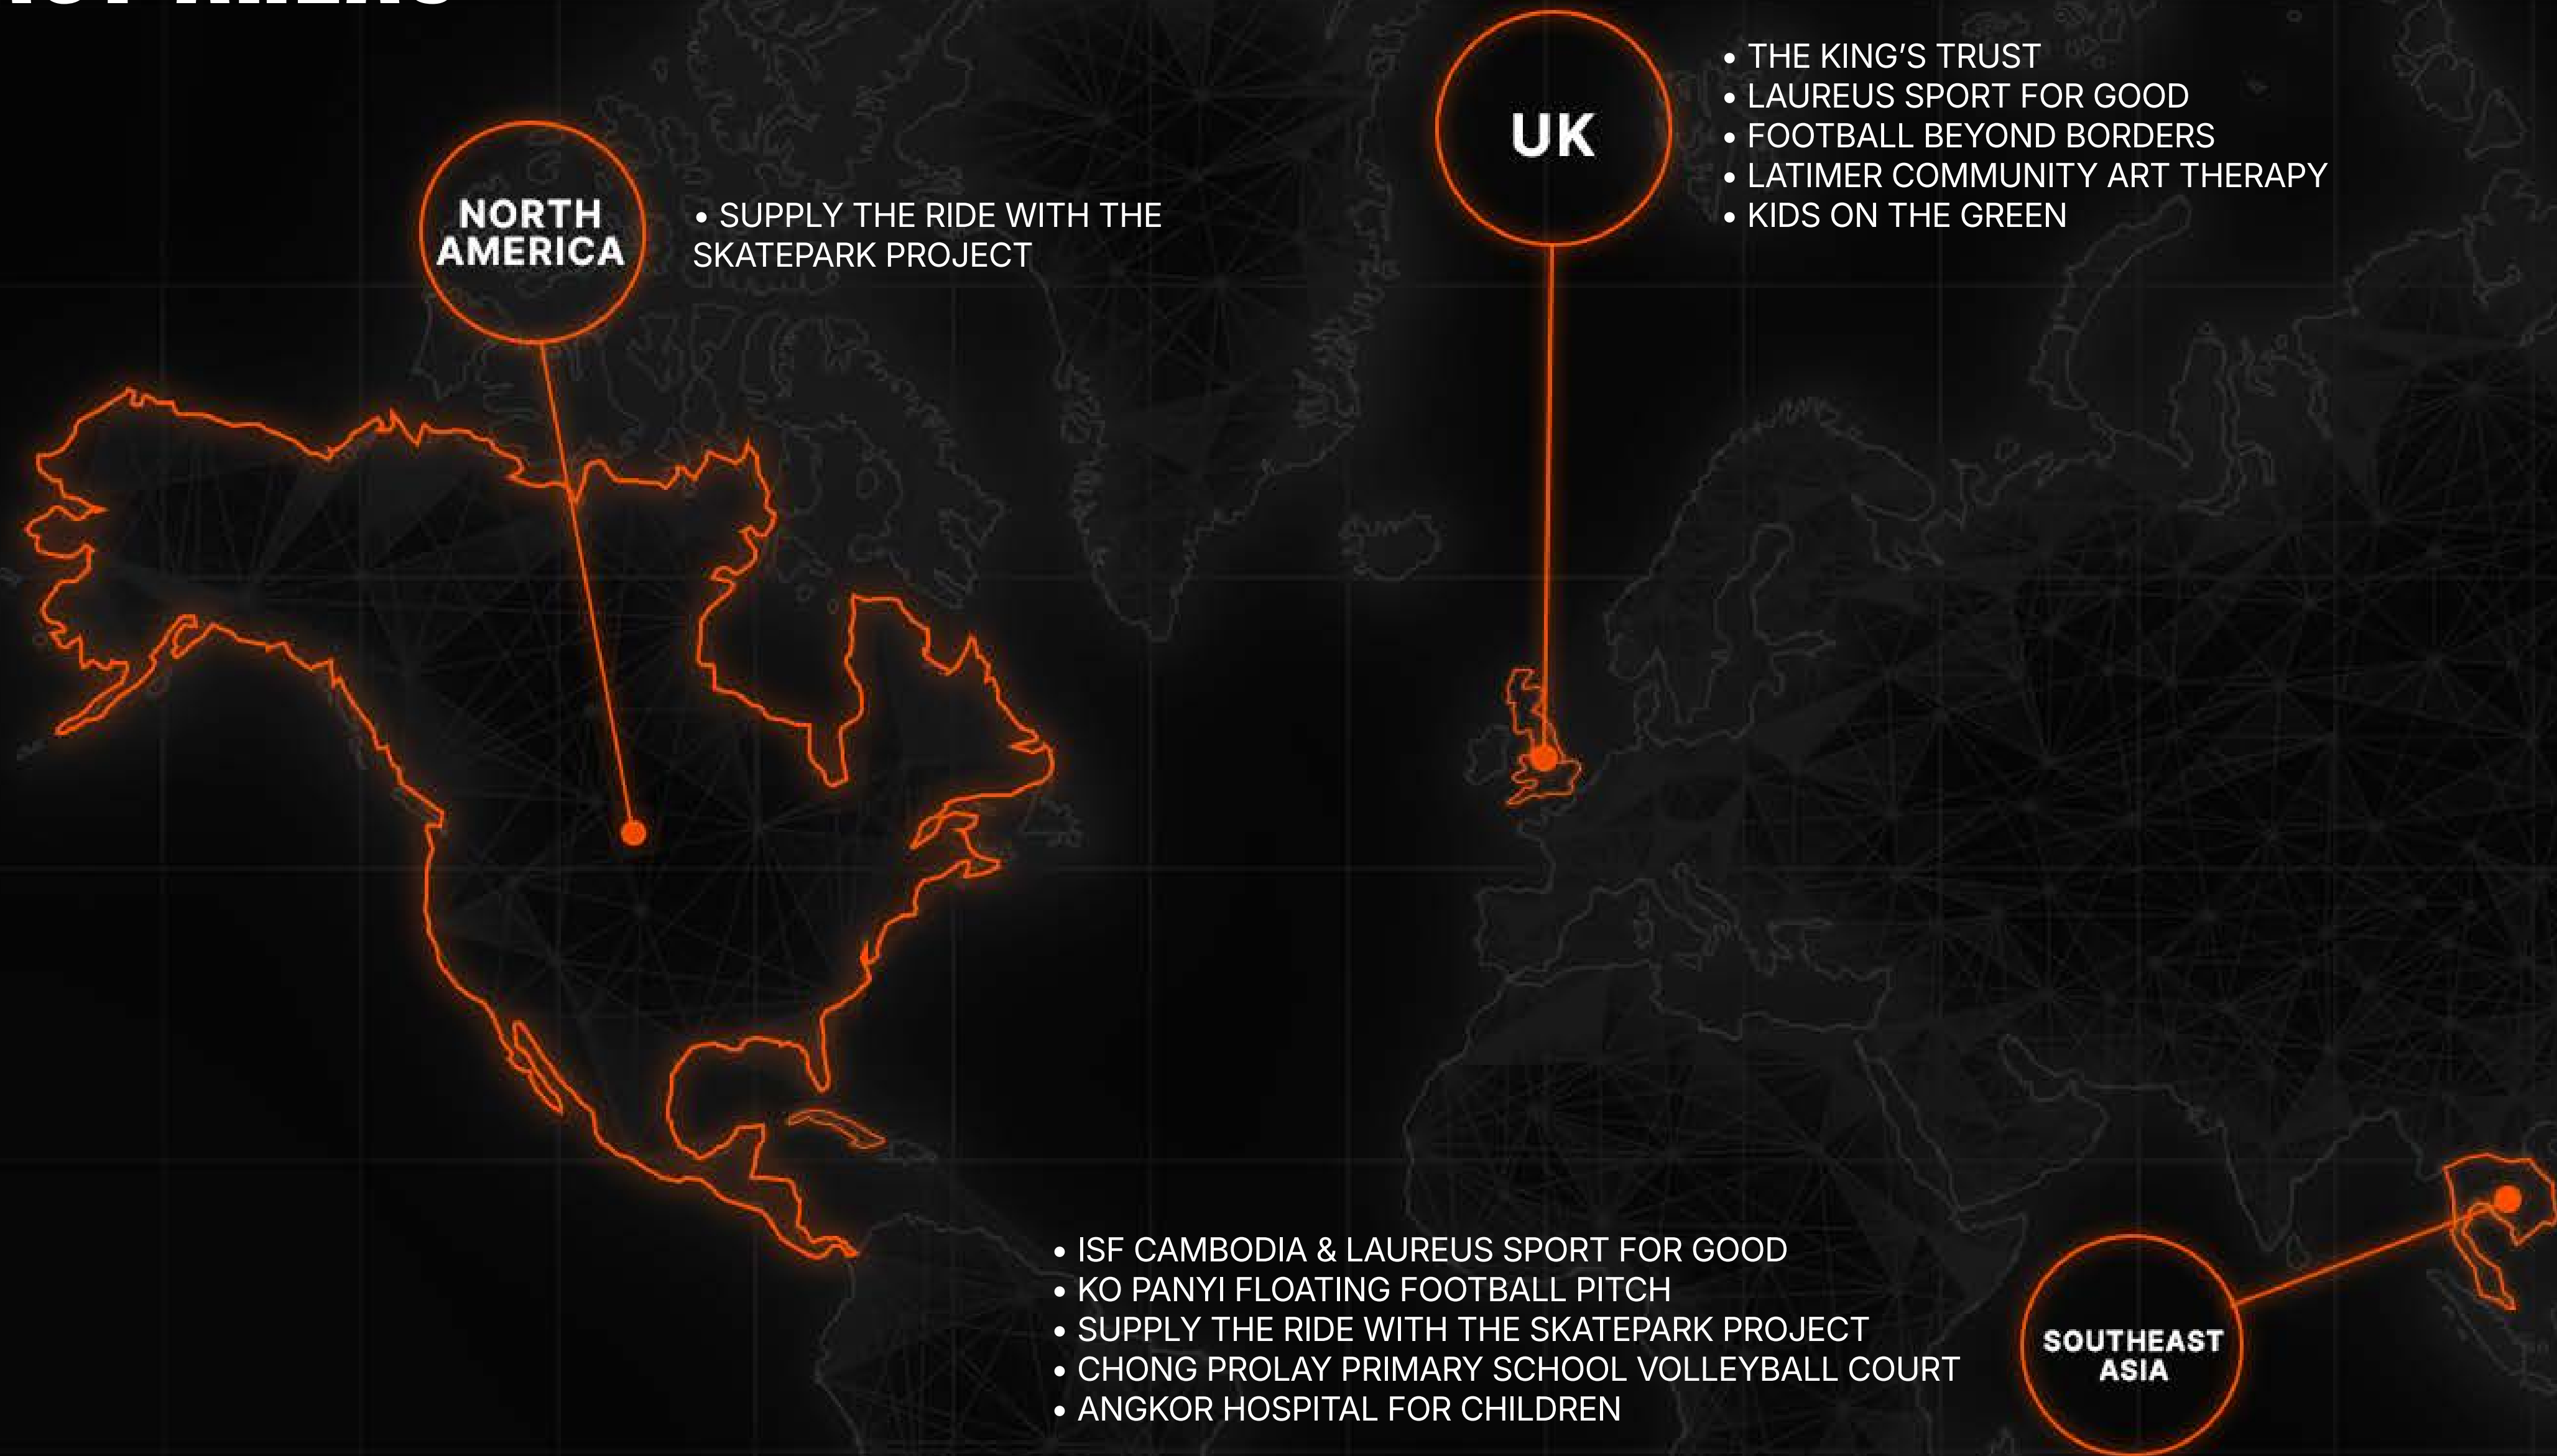 NORTH
AMERICA
• SUPPLY THE RIDE WITH THE
SKATEPARK PROJECT
UK
• THE KING’S TRUST
• LAUREUS SPORT FOR GOOD
• FOOTBALL BEYOND BORDERS
• LATIMER COMMUNITY ART THERAPY
• KIDS ON THE GREEN
• ISF CAMBODIA & LAUREUS SPORT FOR GOOD
• KO PANYI FLOATING FOOTBALL PITCH
• SUPPLY THE RIDE WITH THE SKATEPARK PROJECT
• CHONG PROLAY PRIMARY SCHOOL VOLLEYBALL COURT
• ANGKOR HOSPITAL FOR CHILDREN
SOUTHEAST
ASIA